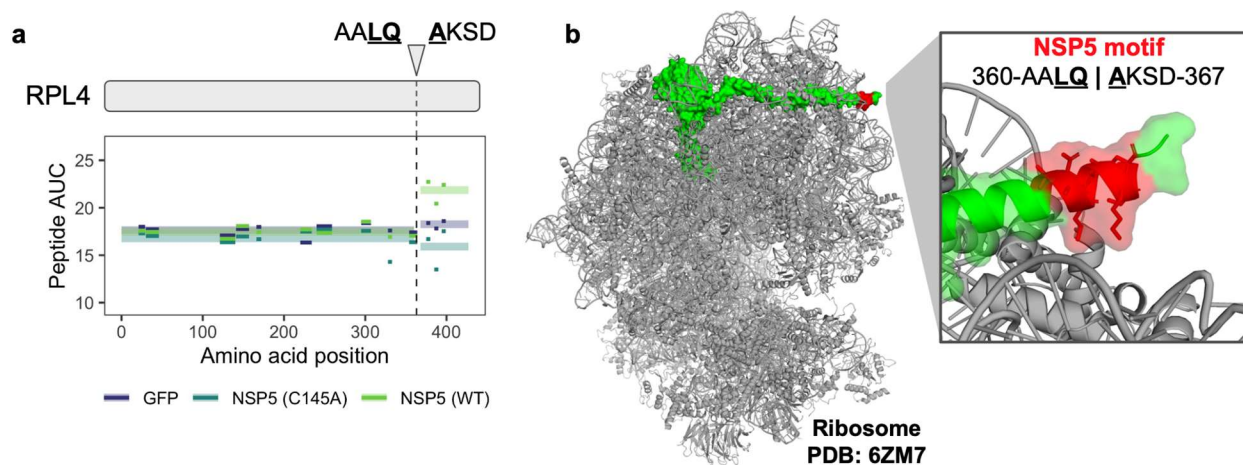 a
AALQ AKSD
RPL4
Peptide AUC
25
20
15
10
0 100 200 300 400
Amino acid position
GFP NSP5 (C145A) NSP5 (WT)
b
NSP5 motif
360-AALQ | AKSD-367
Ribosome
PDB: 6ZM7